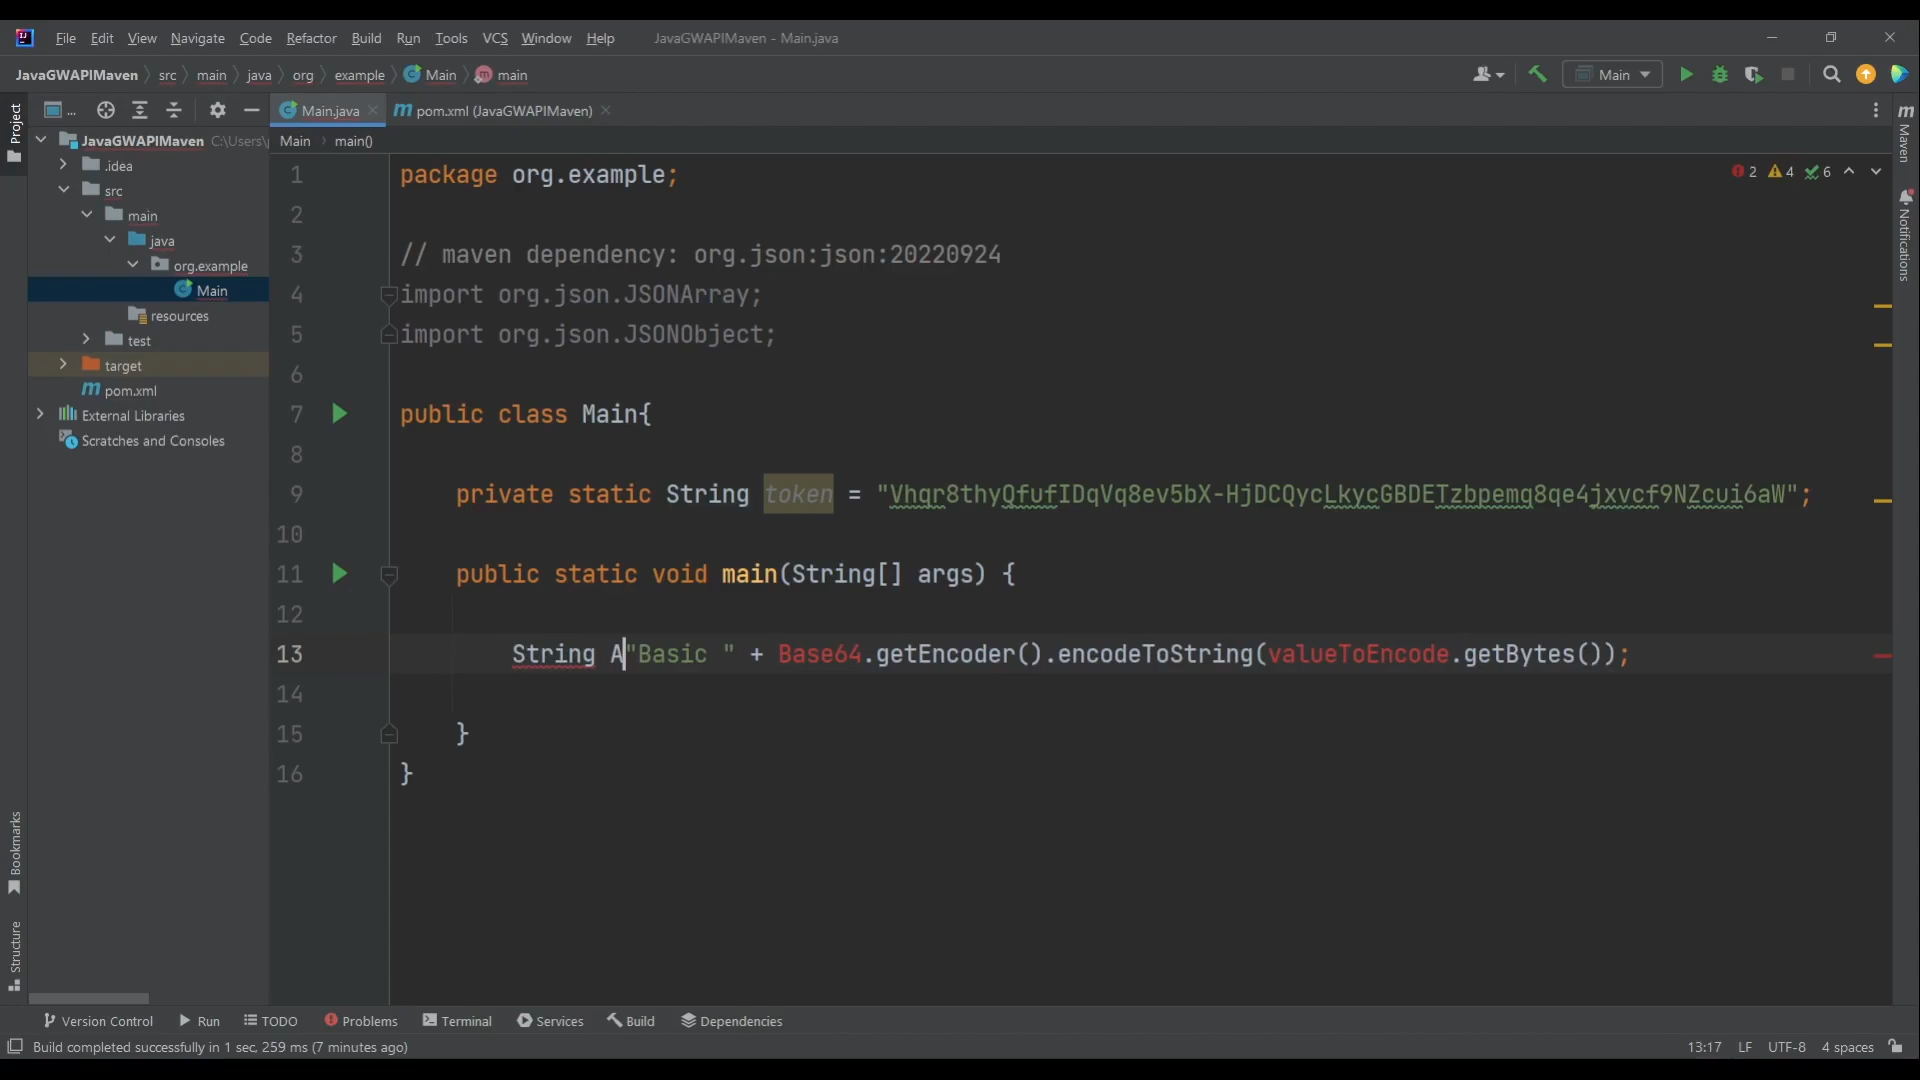 File Edit View Navigate Code Refactor Build Run Tools VCS Window Help JavaGWAPIMaven - Main.java
JavaGWAPIMaven src main java org example Main main Main
Project
Main.java pom.xml (JavaGWAPIMaven)
Maven
Notifications
JavaGWAPIMaven C:\Users\
.idea
src
main
java
org.example
Main
resources
test
target
pom.xml
External Libraries
Scratches and Consoles
Main main()
2 4 6
1 package org.example;
2
3 // maven dependency: org.json:json:20220924
4 import org.json.JSONArray;
5 import org.json.JSONObject;
6
7 public class Main{
8
9 private static String token = "Vhqr8thyQfufIDqVq8ev5bX-HjDCQycLkycGBDETzbpemq8qe4jxvcf9NZcui6aW";
10
11 public static void main(String[] args) {
12
13 String A"Basic " + Base64.getEncoder().encodeToString(valueToEncode.getBytes());
14
15 }
16 }
Bookmarks
Structure
Version Control Run TODO Problems Terminal Services Build Dependencies
Build completed successfully in 1 sec, 259 ms (7 minutes ago) 13:17 LF UTF-8 4 spaces